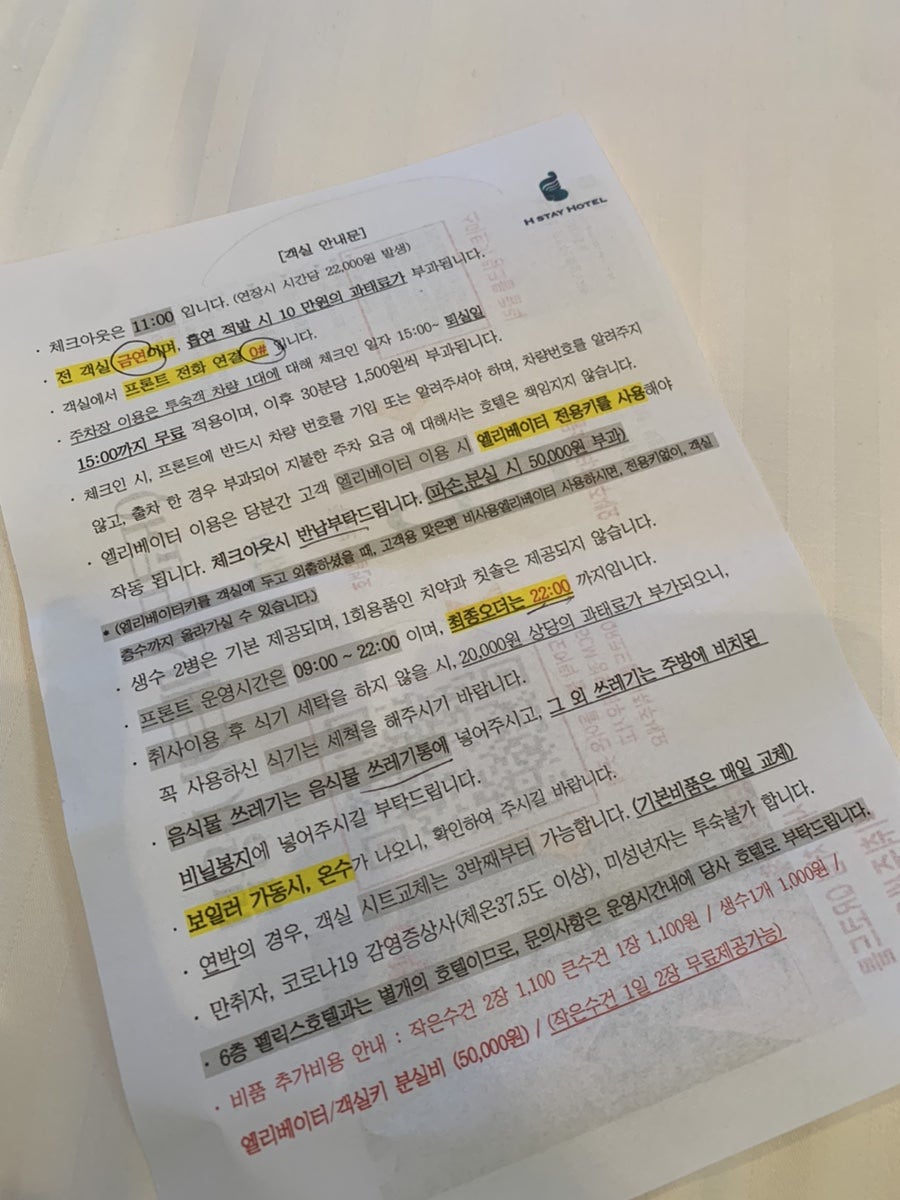 H STAY HOTEL
[객실 안내문]
· 체크아웃은 11:00 입니다. (연장시 시간당 22,000원 발생)
· 전 객실 금연이며, 흡연 적발 시 10 만원의 과태료가 부과됩니다.
· 객실에서 프론트 전화 연결 0# 입니다.
· 주차장 이용은 투숙객 차량 1대에 대해 체크인 일자 15:00~ 퇴실일
15:00까지 무료 적용이며, 이후 30분당 1,500원씩 부과됩니다.
· 체크인 시, 프론트에 반드시 차량 번호를 기입 또는 알려주셔야 하며, 차량번호를 알려주지
않고, 출차 한 경우 부과되어 지불한 주차 요금 에 대해서는 호텔은 책임지지 않습니다.
· 엘리베이터 이용은 당분간 고객 엘리베이터 이용 시 엘리베이터 전용키를 사용해야
작동 됩니다. 체크아웃시 반납부탁드립니다. (파손,분실 시 50,000원 부과)
* (엘리베이터키를 객실에 두고 외출하셨을 때, 고객용 맞은편 비사용엘리베이터 사용하시면, 전용키없이, 객실
층수까지 올라가실 수 있습니다.)
· 생수 2병은 기본 제공되며, 1회용품인 치약과 칫솔은 제공되지 않습니다.
· 프론트 운영시간은 09:00 ~ 22:00 이며, 최종오더는 22:00 까지입니다.
· 취사이용 후 식기 세탁을 하지 않을 시, 20,000원 상당의 과태료가 부가되오니,
꼭 사용하신 식기는 세척을 해주시기 바랍니다.
· 음식물 쓰레기는 음식물 쓰레기통에 넣어주시고, 그 외 쓰레기는 주방에 비치된
비닐봉지에 넣어주시길 부탁드립니다.
· 보일러 가동시, 온수가 나오니, 확인하여 주시길 바랍니다.
· 연박의 경우, 객실 시트교체는 3박째부터 가능합니다. (기본비품은 매일 교체)
· 만취자, 코로나19 감염증상사(체온37.5도 이상), 미성년자는 투숙불가 합니다.
· 6층 펠릭스호텔과는 별개의 호텔이므로, 문의사항은 운영시간내에 당사 호텔로 부탁드립니다.
· 비품 추가비용 안내 : 작은수건 2장 1,100 큰수건 1장 1,100원 / 생수1개 1,000원 /
엘리베이터/객실키 분실비 (50,000원) / (작은수건 1일 2장 무료제공가능)